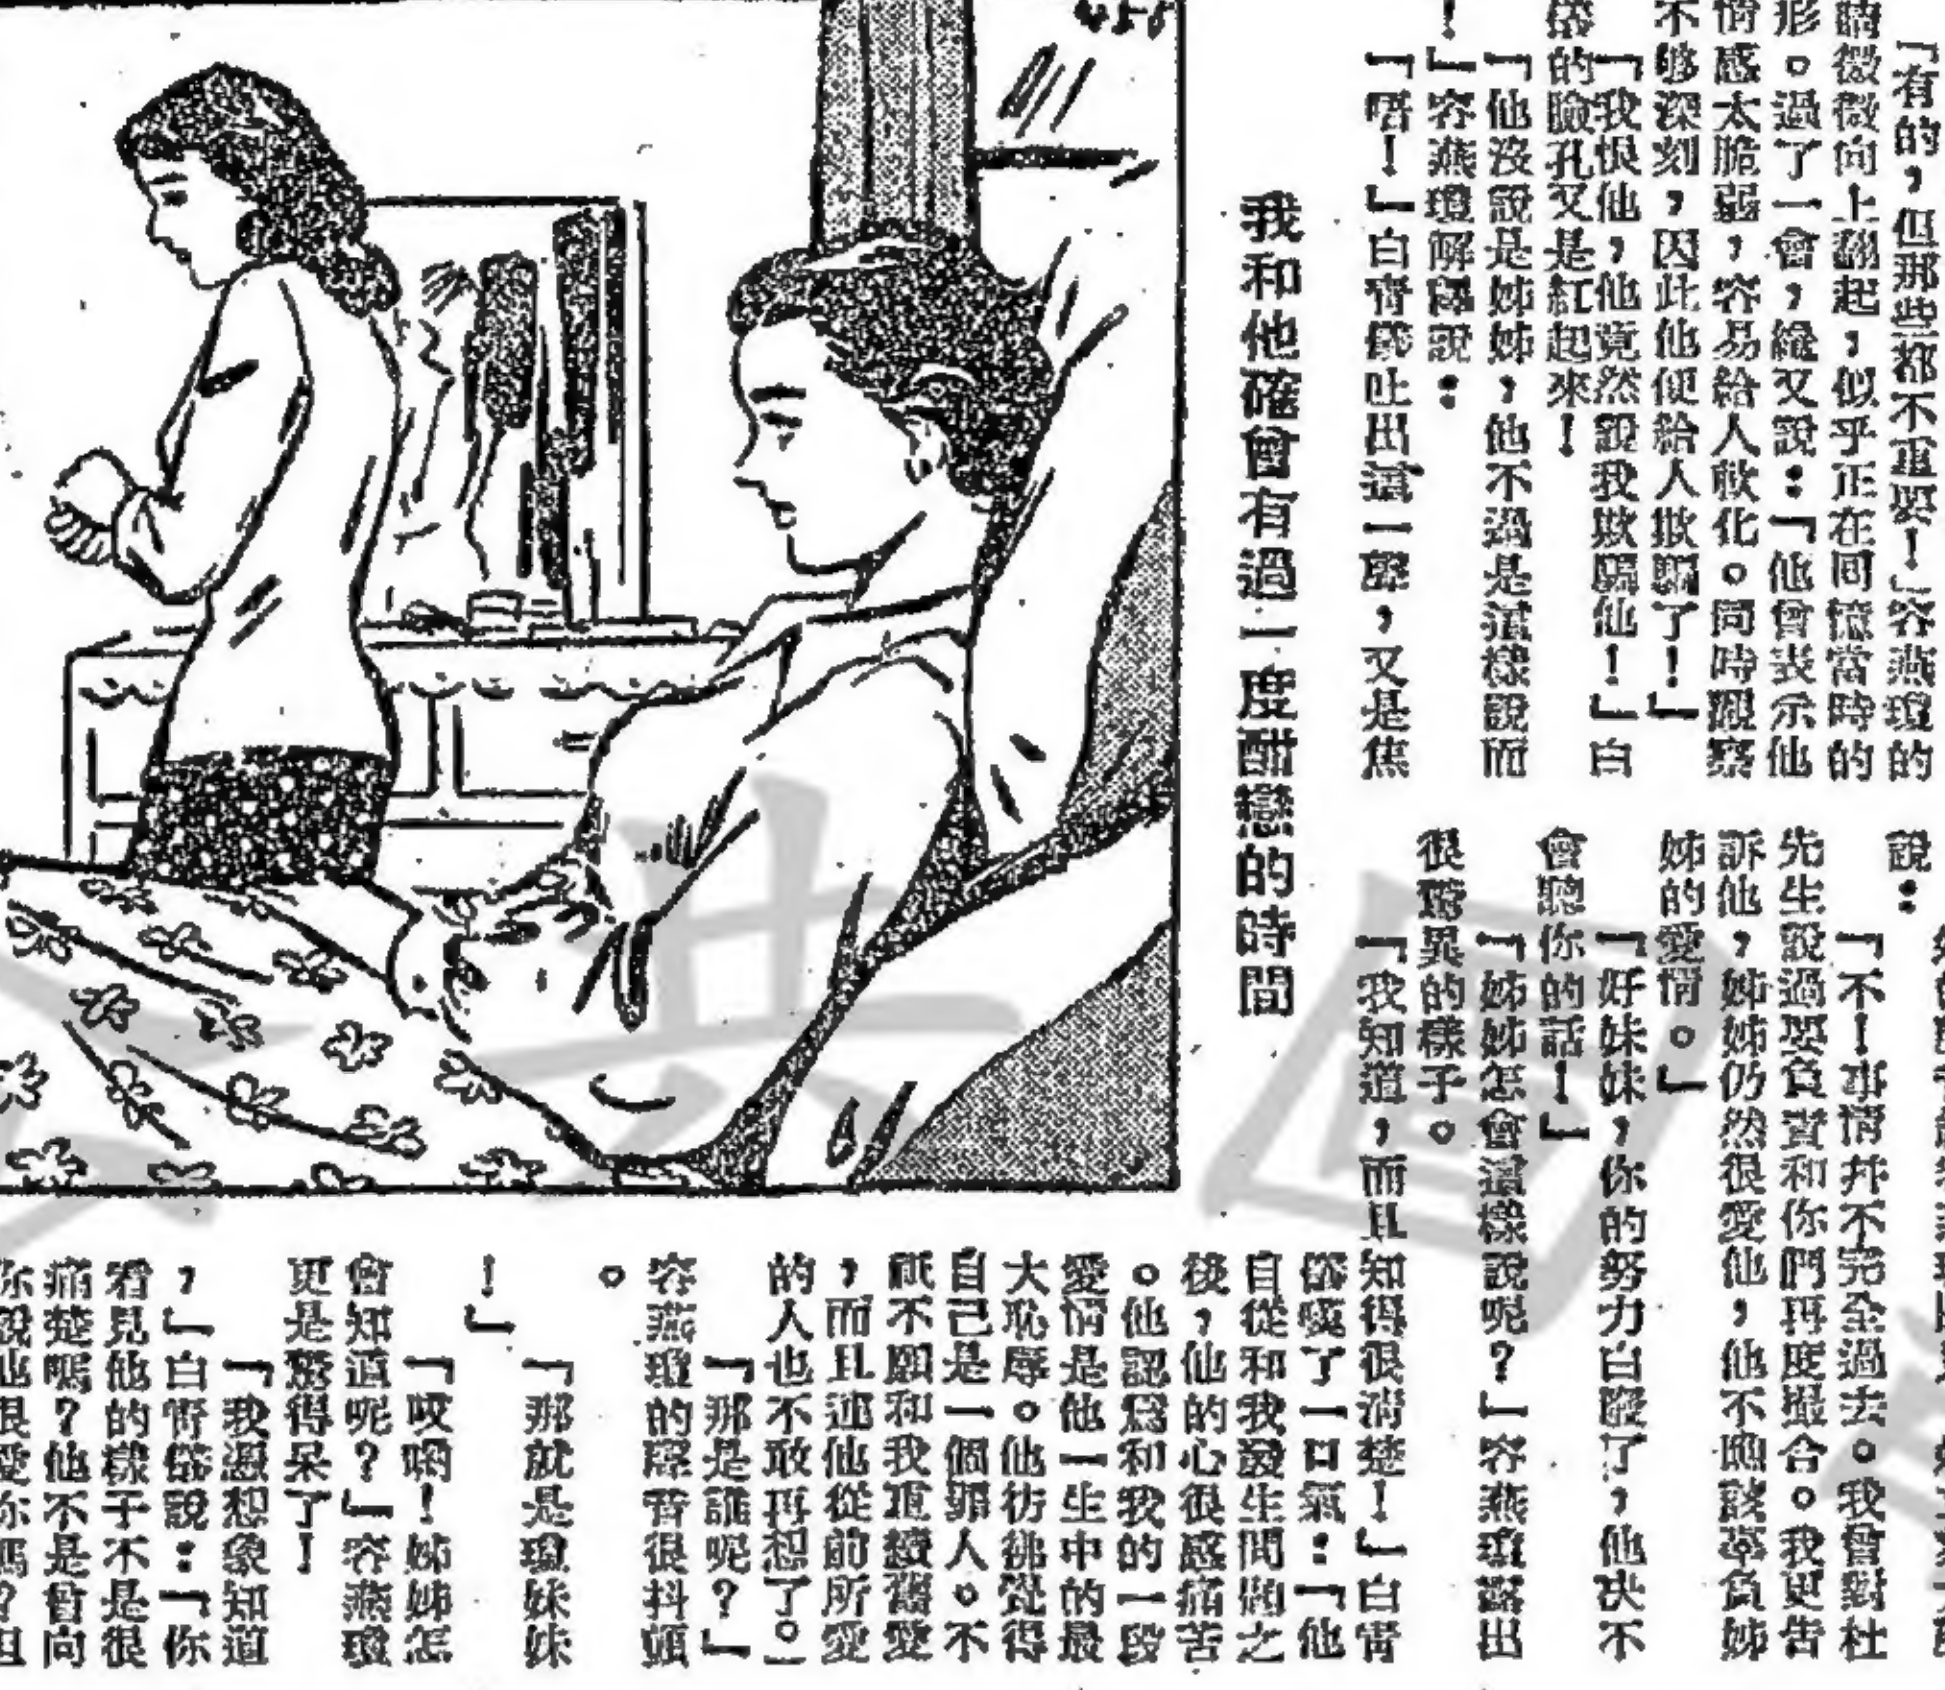 「有的，但那些都不重要！」容燕瓊的
睛微微向上翻起，似乎正在回憶當時的
形。過了一會，纔又說：「他曾表示他
情感太脆弱，容易給人軟化。同時觀察
不够深刻，因此他便給人欺騙了！」
「我恨他，他竟然說我欺騙他！」白
儀的臉孔又是紅起來！
「他沒說是姊姊，他不過是這樣說而
！」容燕瓊解釋說：
「唔！」白霄儀吐出這一聲，又是焦
說：
「不！事情幷不完全過去。我曾對杜
先生說過要負責和你們再度撮合。我更告
訴他，姊姊仍然很愛他，他不應該辜負姊
姊的愛情。」
「好妹妹，你的努力白廢了，他决不
會聽你的話！」
「姊姊怎會這樣說呢？」容燕瓊露出
很驚異的樣子。
「我知道，而且知得很清楚！」白霄
儀嘆了一口氣：「他
自從和我發生問題之
後，他的心很感痛苦
。他認爲和我的一段
愛情是他一生中的最
大恥辱。他彷彿覺得
自己是一個罪人。不
祇不願和我重續舊愛
，而且連他從前所愛
的人也不敢再想了。」
「那是誰呢？」
容燕瓊的聲音很抖顫
。
「那就是瓊妹妹
！」
「哎喲！姊姊怎
會知道呢？」容燕瓊
更是驚得呆了！
「我憑想象知道
，」白霄儀說：「你
看見他的樣子不是很
痛楚嗎？他不是曾向
你說他很愛你嗎？但
我和他確曾有過一度酣戀的時間
456